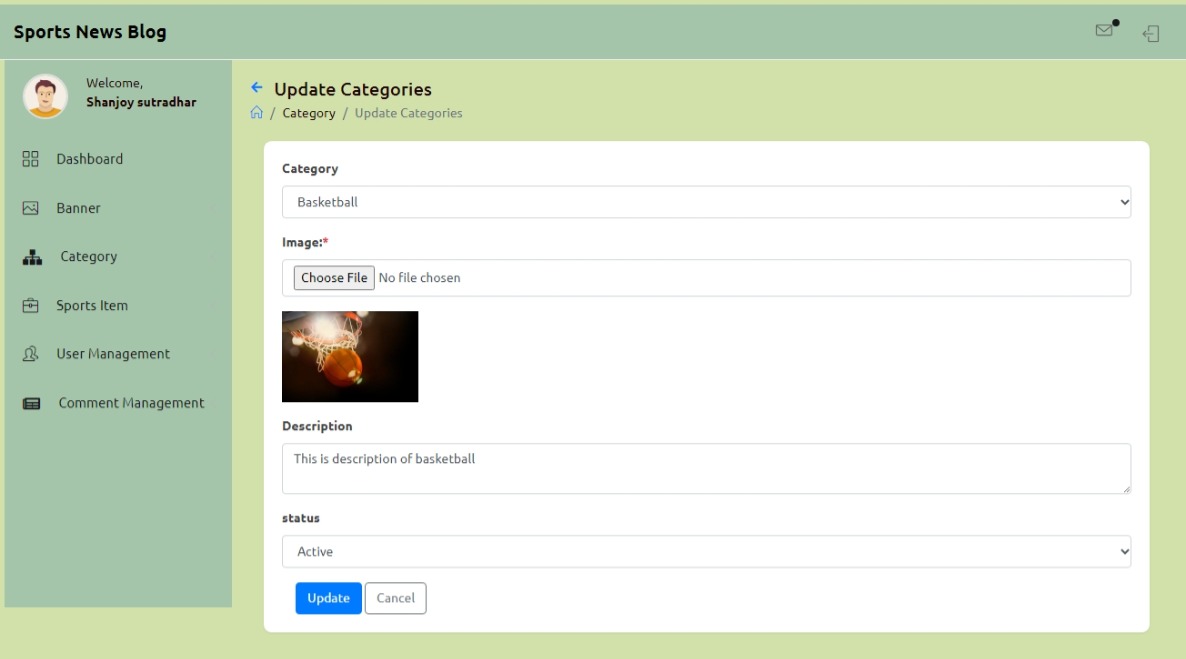 Sports News Blog
Welcome,
Shanjoy sutradhar
Dashboard
Banner
Category
Sports Item
User Management
Comment Management
Update Categories
/ Category / Update Categories
Category
Basketball
Image:*
Choose File No file chosen
Description
This is description of basketball
status
Active
Update Cancel